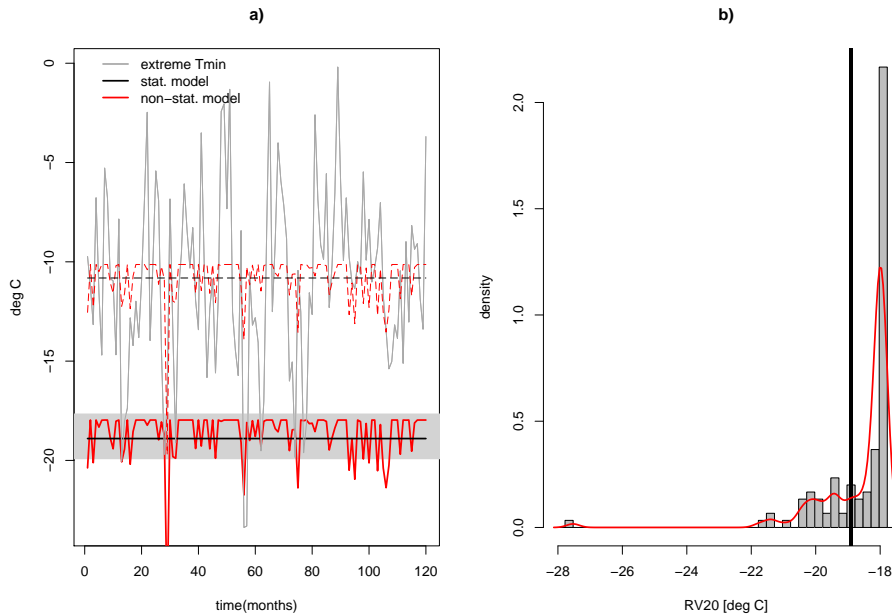 a)
extreme Tmin
stat. model
non−stat. model
deg C
0
−5
−10
−15
−20
0
20
40
60
80
100
120
time(months)
b)
density
2.0
1.5
1.0
0.5
0.0
−28
−26
−24
−22
−20
−18
RV20 [deg C]